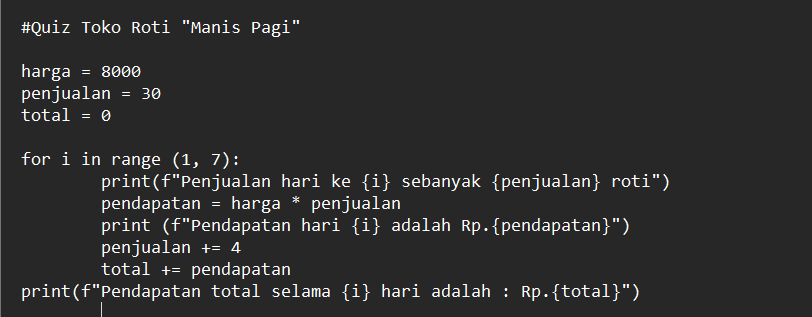 #Quiz Toko Roti "Manis Pagi"
harga = 8000
penjualan = 30
total = 0
for i in range (1, 7):
print(f"Penjualan hari ke {i} sebanyak {penjualan} roti")
pendapatan = harga * penjualan
print (f"Pendapatan hari {i} adalah Rp.{pendapatan}")
penjualan += 4
total += pendapatan
print(f"Pendapatan total selama {i} hari adalah : Rp.{total}")